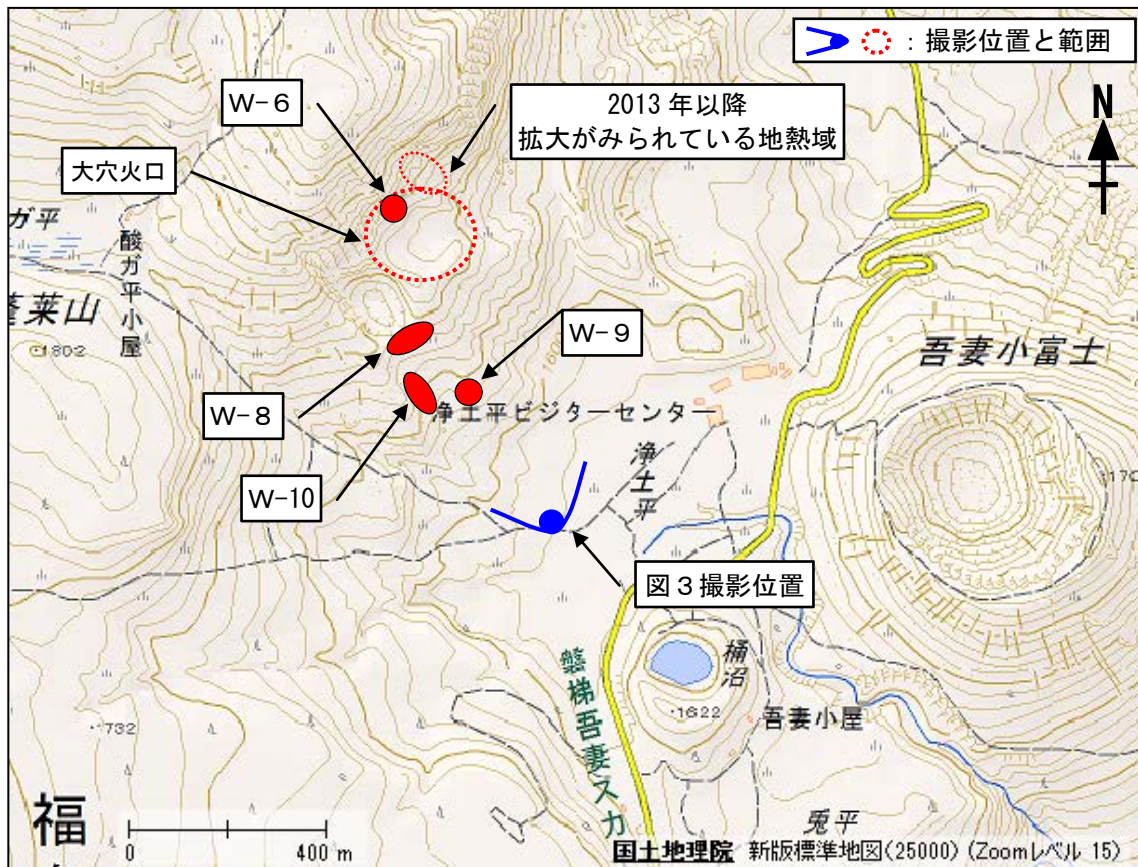 ：撮影位置と範囲
N
W-6
2013 年以降
拡大がみられている地熱域
大穴火口
ガ平
酸ガ平小屋
蓬莱山
1802
W-9
吾妻小富士
W-8
浄土平ビジターセンター
W-10
浄土平
170
図３撮影位置
桶沼
磐梯吾妻スカ
1622
吾妻小屋
732
福
兎平
0
400 m
国土地理院 新版標準地図(25000) (Zoomレベル 15)